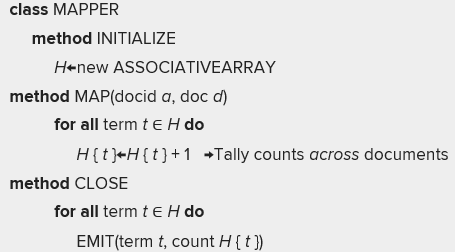 class MAPPER
method INITIALIZE
H←new ASSOCIATIVEARRAY
method MAP(docid a, doc d)
for all term t ∈ H do
H { t }←H { t } + 1 →Tally counts across documents
method CLOSE
for all term t ∈ H do
EMIT(term t, count H { t })